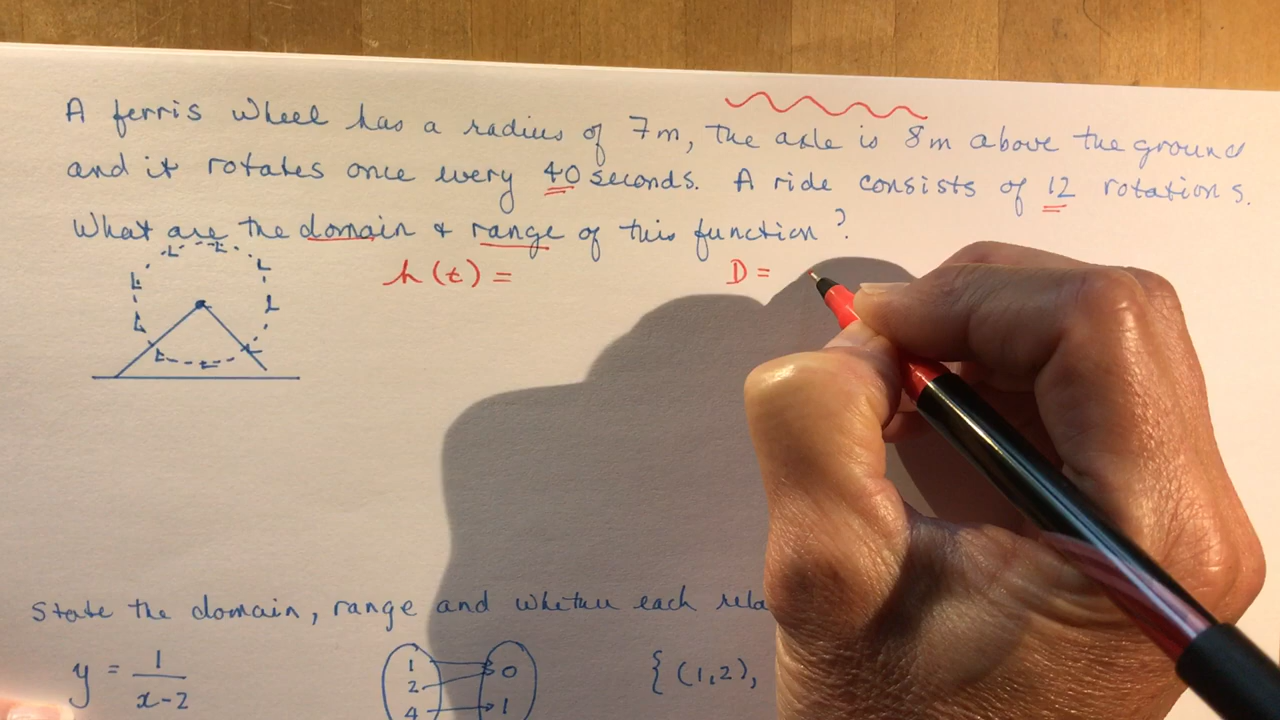 A ferris wheel has a radius of 7m, the axle is 8m above the ground
and it rotates once every 40 seconds. A ride consists of 12 rotations.
What are the domain & range of this function?
h(t) =
D =
State the domain, range and whether each rela
y = 1/(x-2)
1 0
2
4 1
{(1,2),